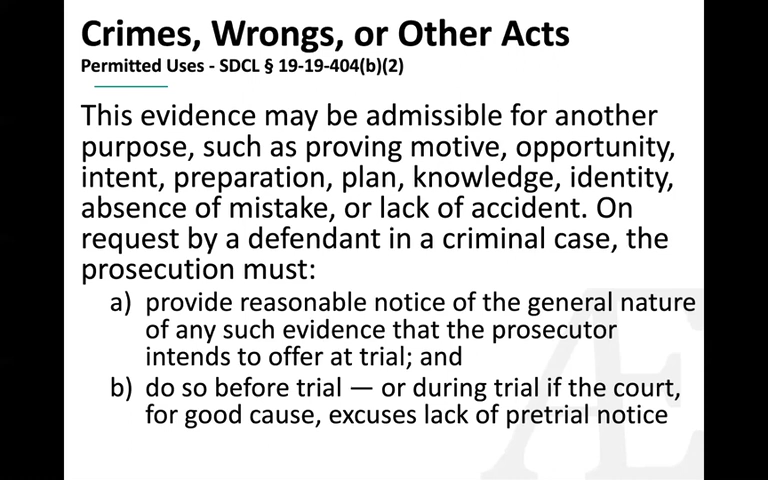 Crimes, Wrongs, or Other Acts
Permitted Uses - SDCL § 19-19-404(b)(2)
This evidence may be admissible for another
purpose, such as proving motive, opportunity,
intent, preparation, plan, knowledge, identity,
absence of mistake, or lack of accident. On
request by a defendant in a criminal case, the
prosecution must:
a) provide reasonable notice of the general nature
of any such evidence that the prosecutor
intends to offer at trial; and
b) do so before trial — or during trial if the court,
for good cause, excuses lack of pretrial notice
Æ